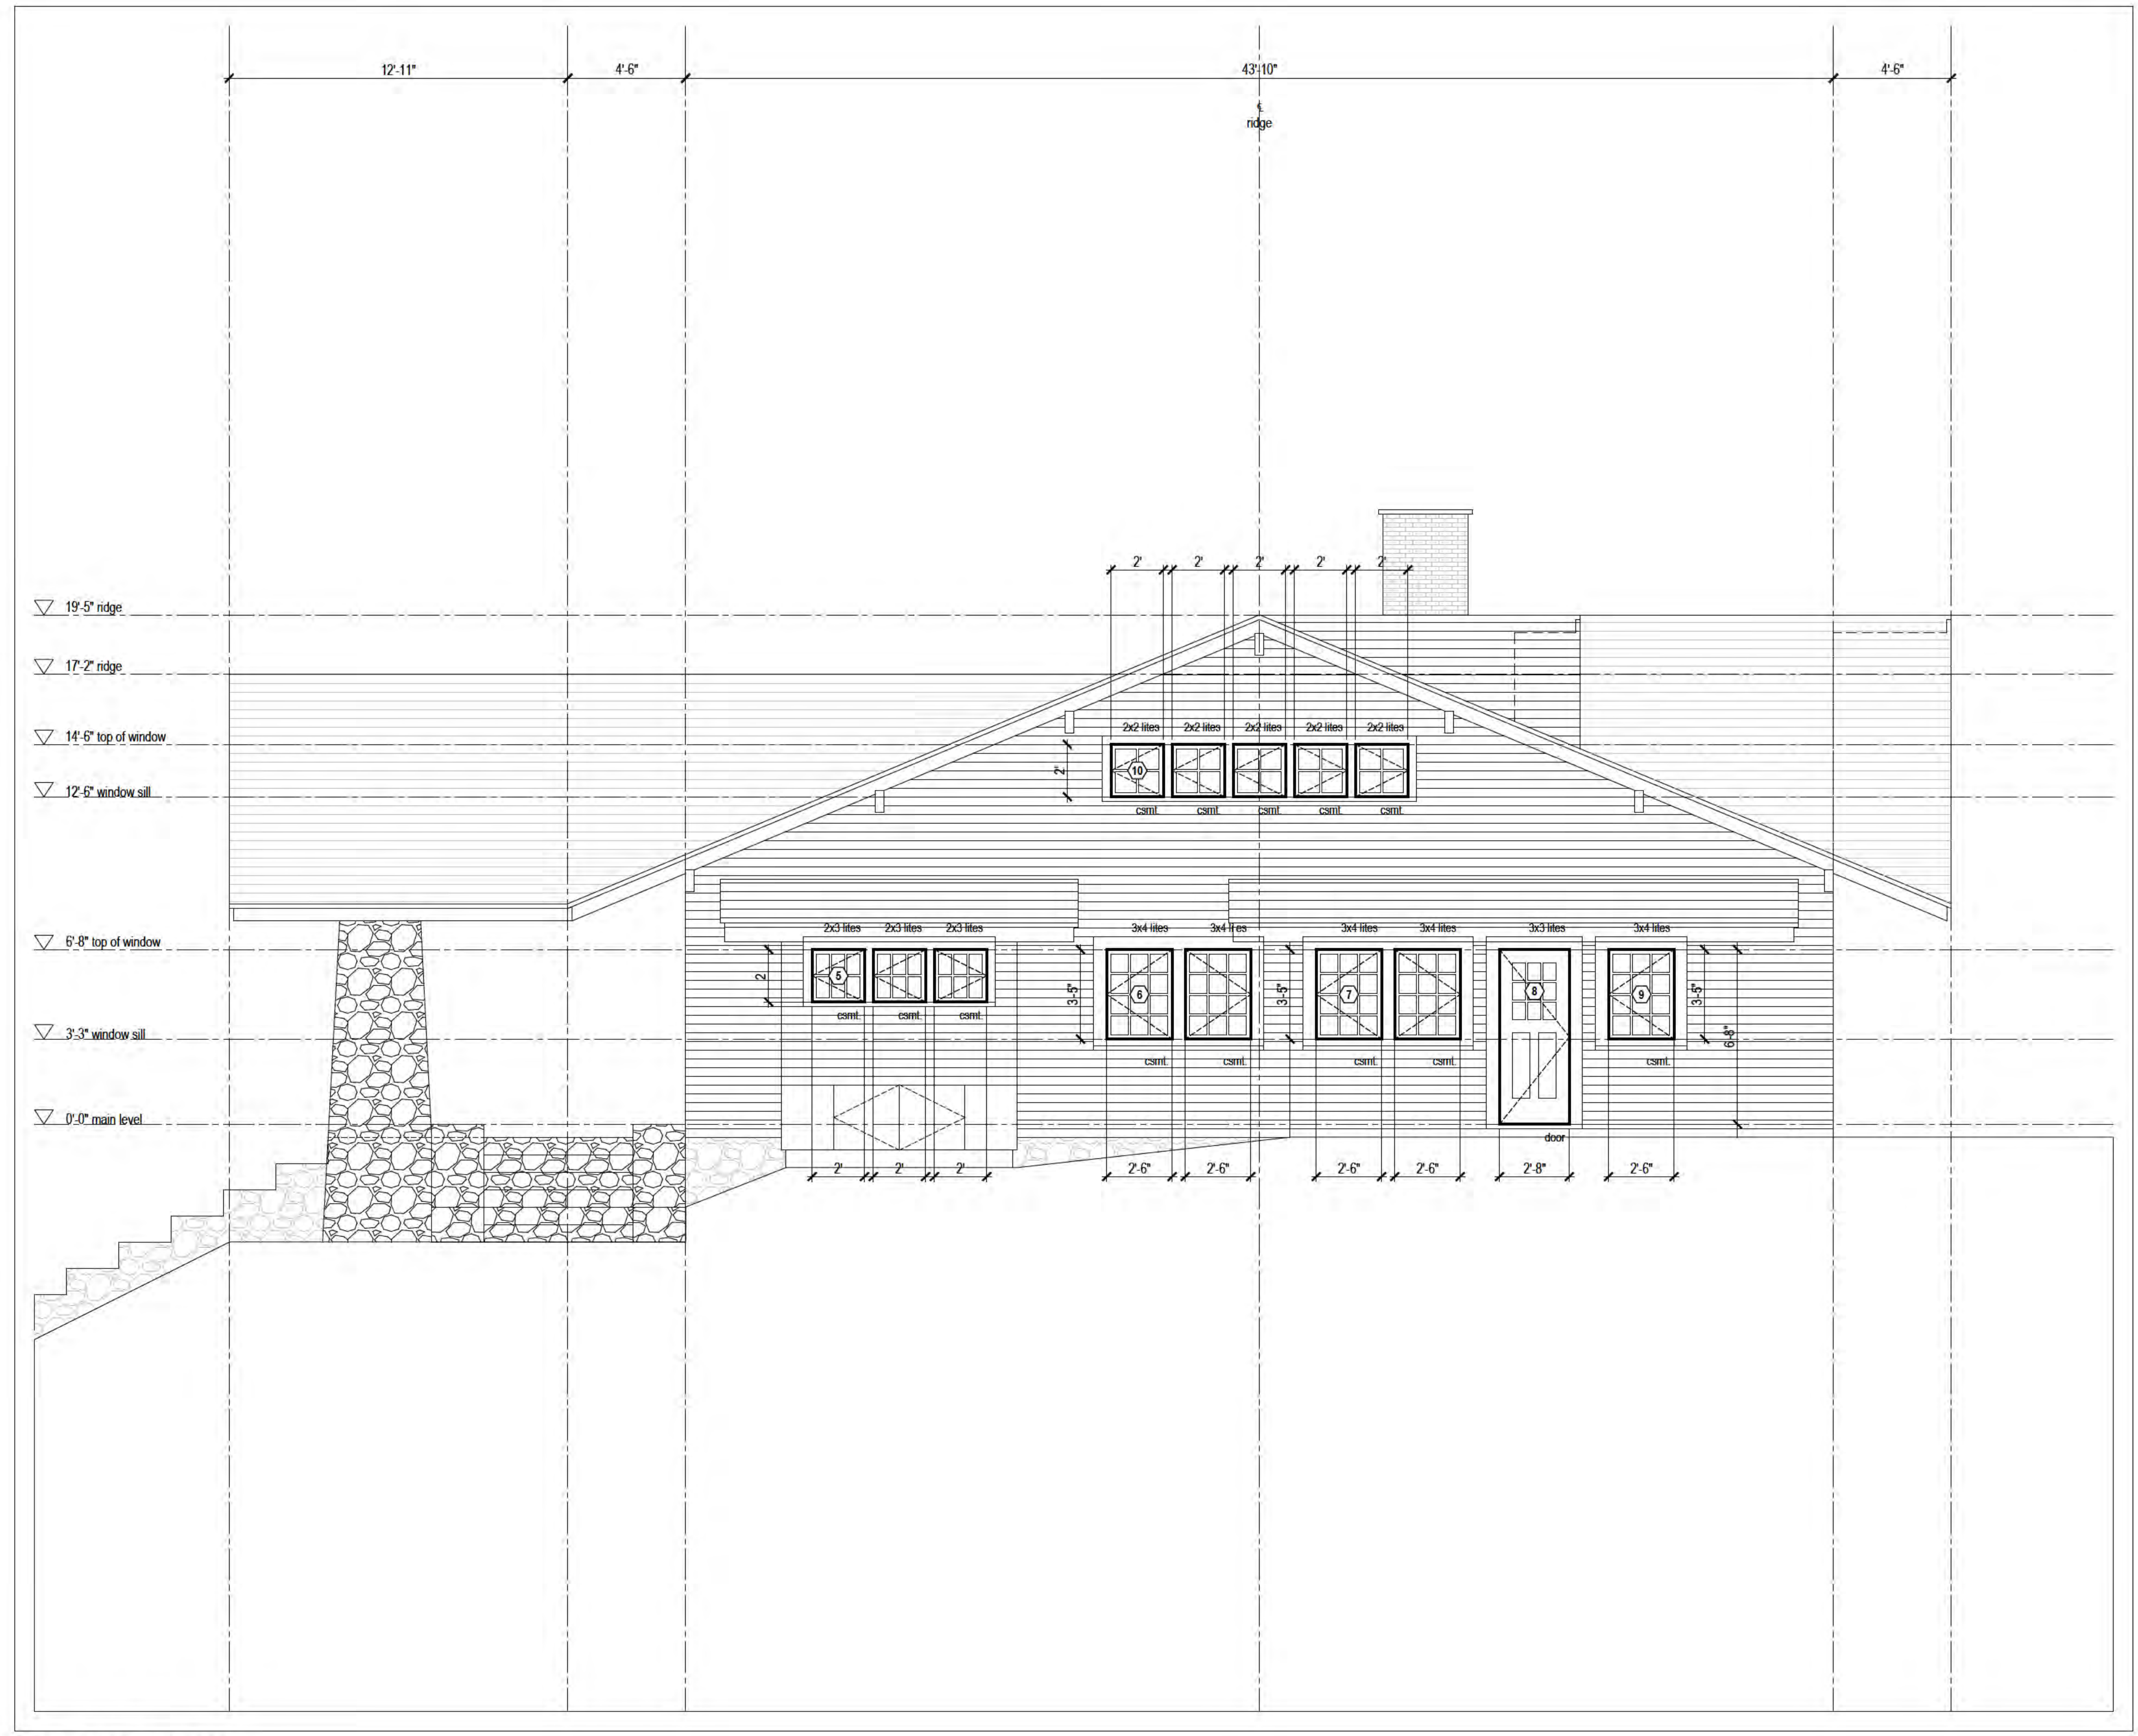 12'-11"
4'-6"
43'-10"
4'-6"
℄
ridge
2'
2'
2'
2'
2'
19'-5" ridge
17'-2" ridge
14'-6" top of window
2x2 lites
2x2 lites
2x2 lites
2x2 lites
2x2 lites
2'
10
12'-6" window sill
csmt.
csmt.
csmt.
csmt.
csmt.
2x3 lites
2x3 lites
2x3 lites
3x4 lites
3x4 lites
3x4 lites
3x4 lites
3x3 lites
3x4 lites
6'-8" top of window
2
5
3'-5"
6
3'-5"
7
8
9
3'-5"
csmt.
csmt.
csmt.
3'-3" window sill
6'-8"
csmt.
csmt.
csmt.
csmt.
csmt.
0'-0" main level
door
2'
2'
2'
2'-6"
2'-6"
2'-6"
2'-6"
2'-8"
2'-6"